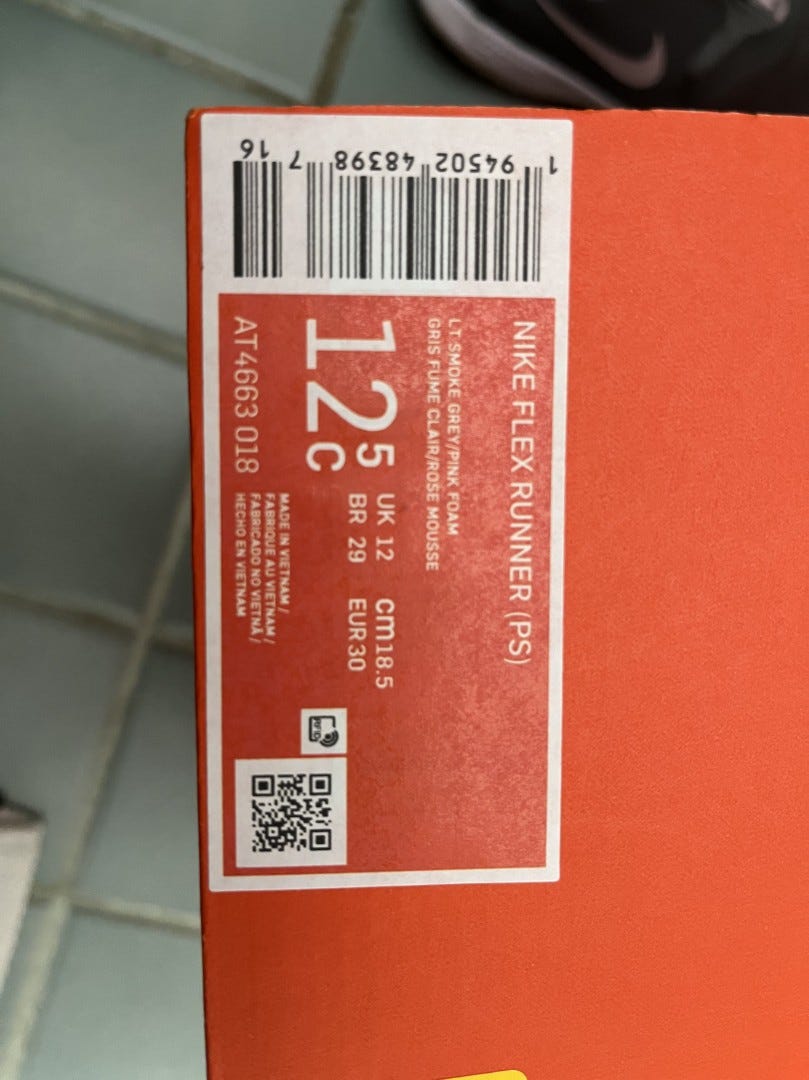 NIKE FLEX RUNNER (PS)
LT SMOKE GREY/PINK FOAM
GRIS FUME CLAIR/ROSE MOUSSE
12 5 C
UK 12 cm 18.5
BR 29 EUR 30
MADE IN VIETNAM /
FABRIQUE AU VIETNAM /
FABRICADO NO VIETNÃ /
HECHO EN VIETNAM
AT4663 018
RFID
1 94502 48398 7 16